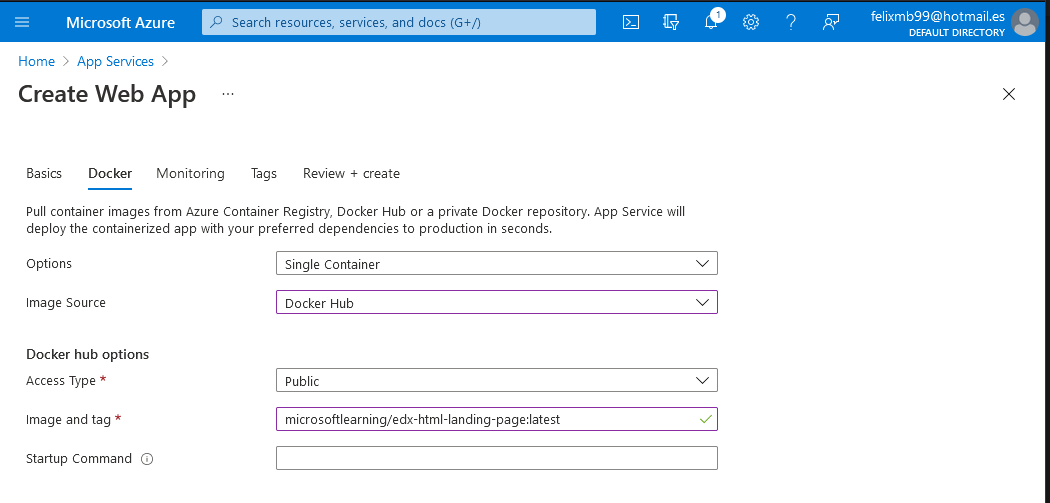 Microsoft Azure
Search resources, services, and docs (G+/)
1
felixmb99@hotmail.es
DEFAULT DIRECTORY
Home > App Services >
Create Web App ...
Basics Docker Monitoring Tags Review + create
Pull container images from Azure Container Registry, Docker Hub or a private Docker repository. App Service will
deploy the containerized app with your preferred dependencies to production in seconds.
Options Single Container
Image Source Docker Hub
Docker hub options
Access Type * Public
Image and tag * microsoftlearning/edx-html-landing-page:latest
Startup Command